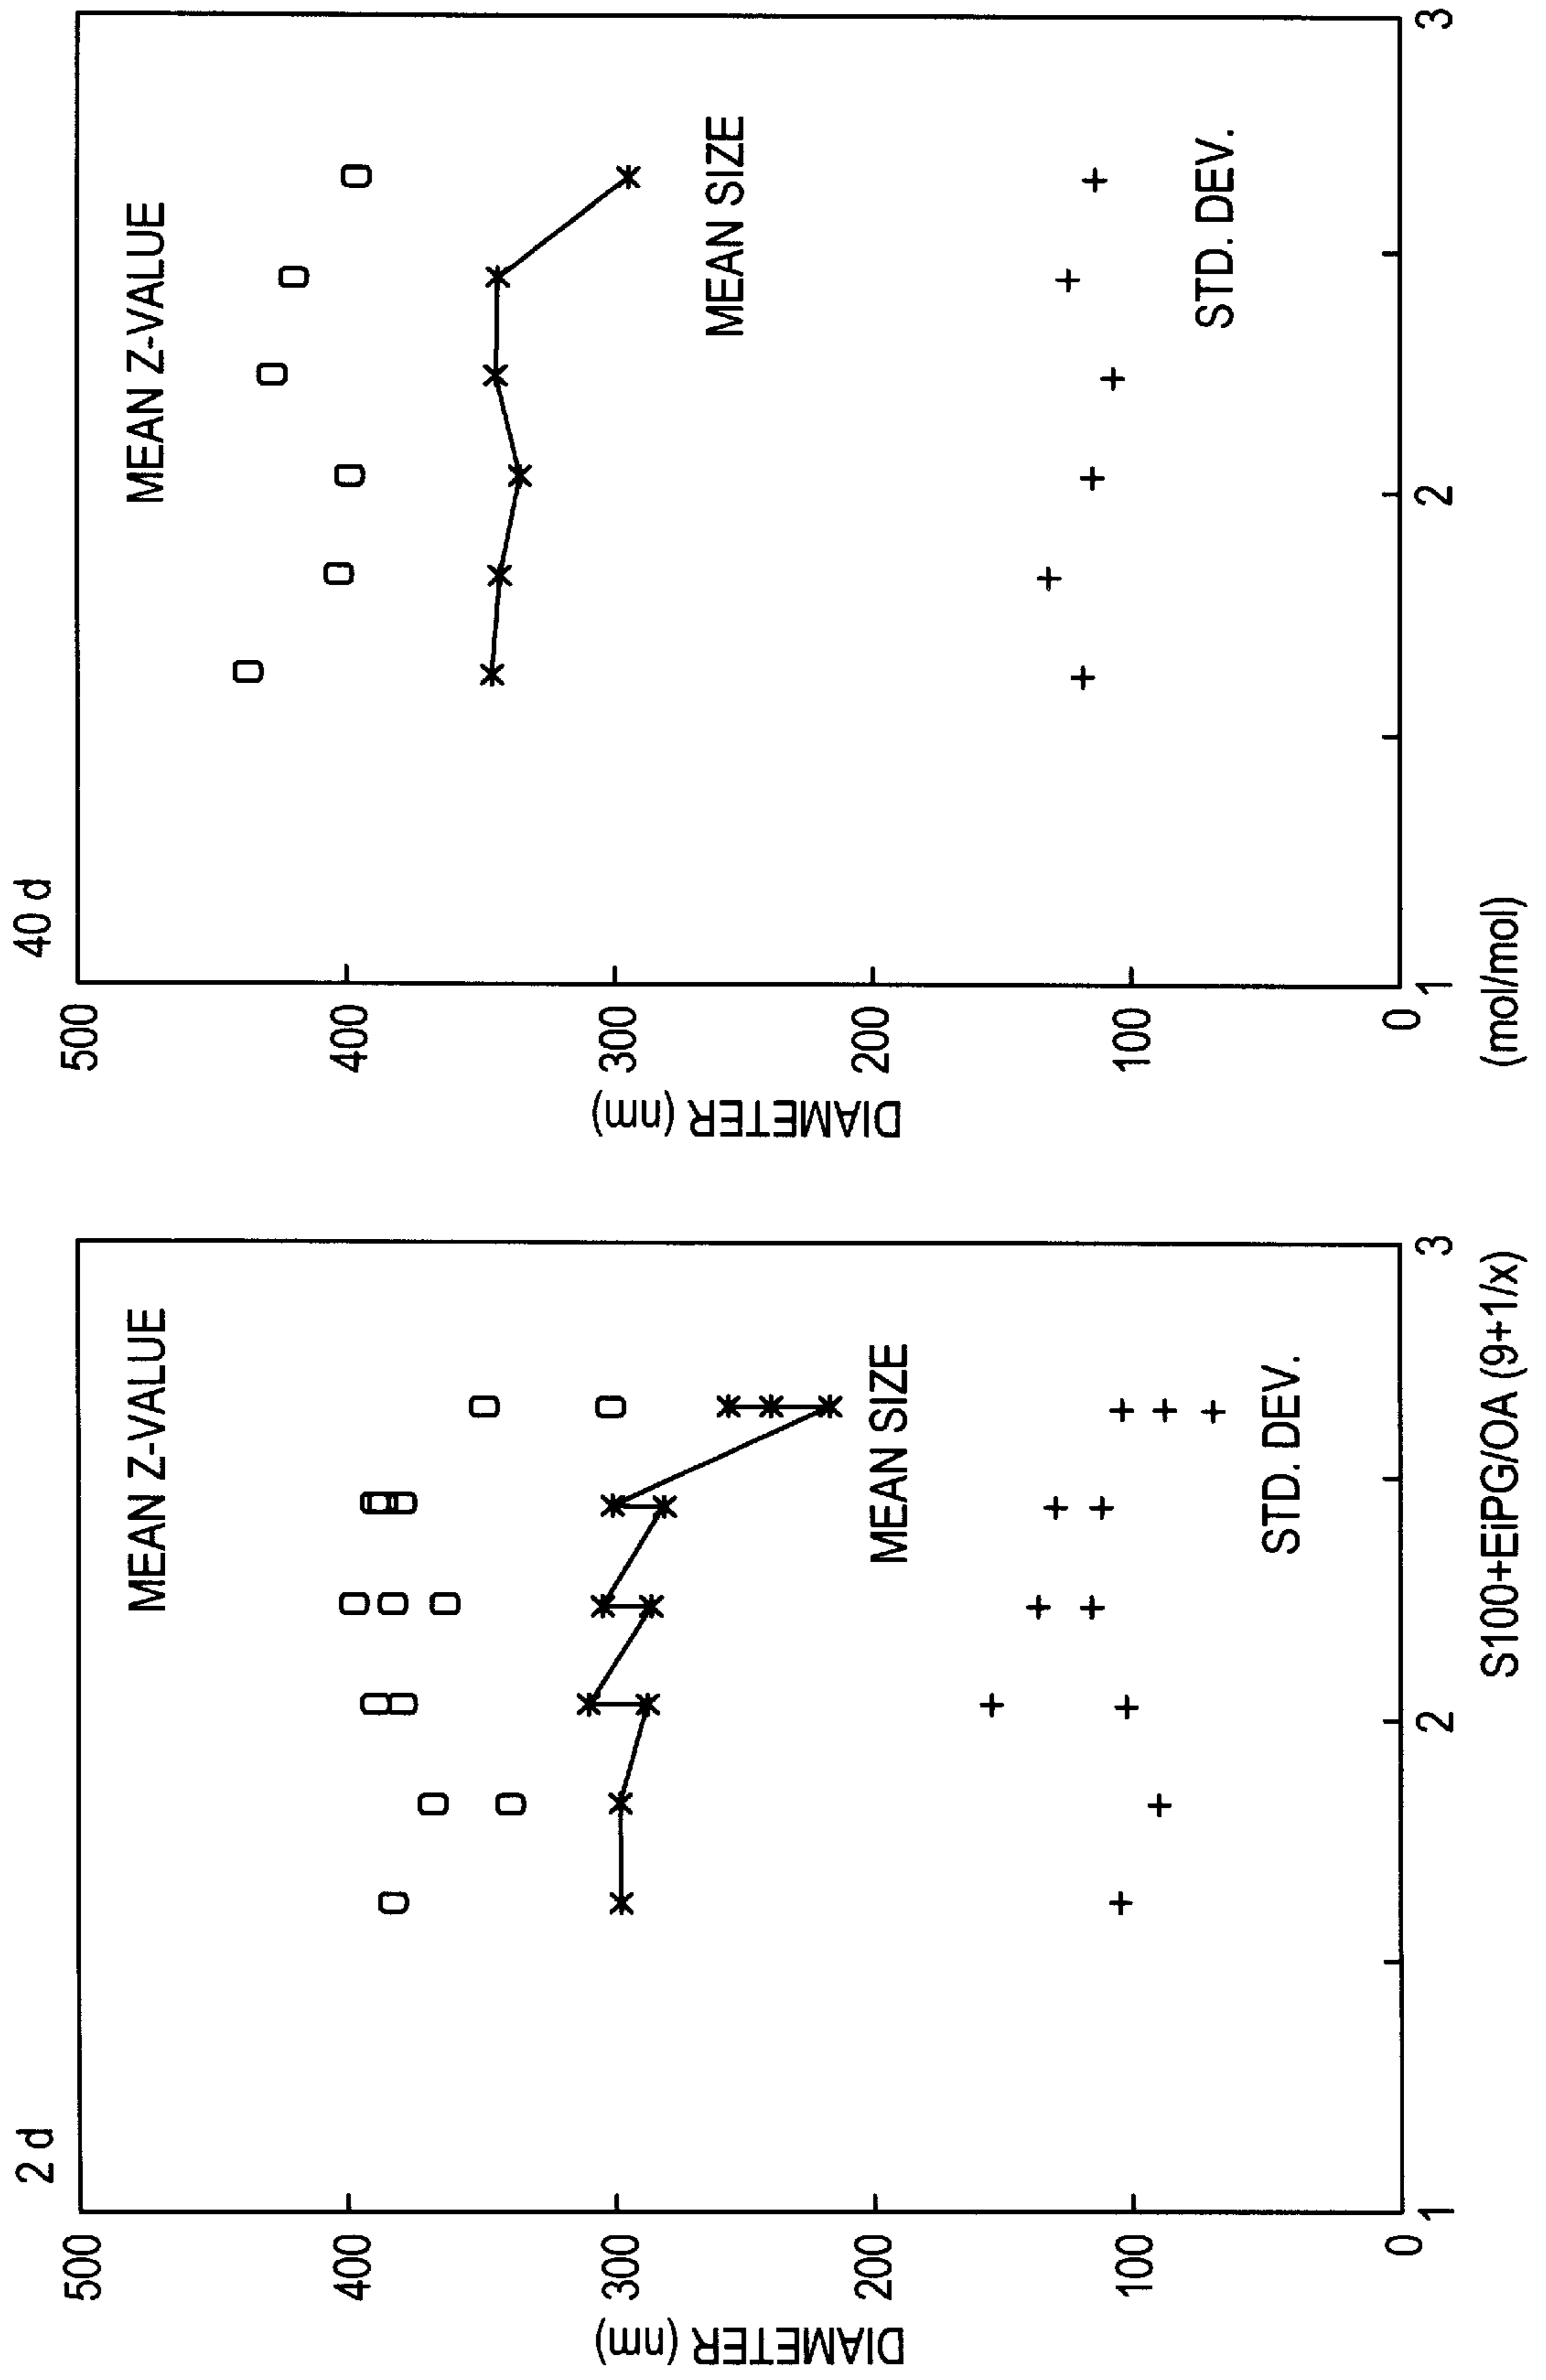 2 d
DIAMETER (nm)
500
400
300
200
100
0
MEAN Z-VALUE
MEAN SIZE
STD. DEV.
1
2
3
40 d
DIAMETER (nm)
500
400
300
200
100
0
MEAN Z-VALUE
MEAN SIZE
STD. DEV.
1
2
3
S100+EiPG/OA (9+1/x) (mol/mol)